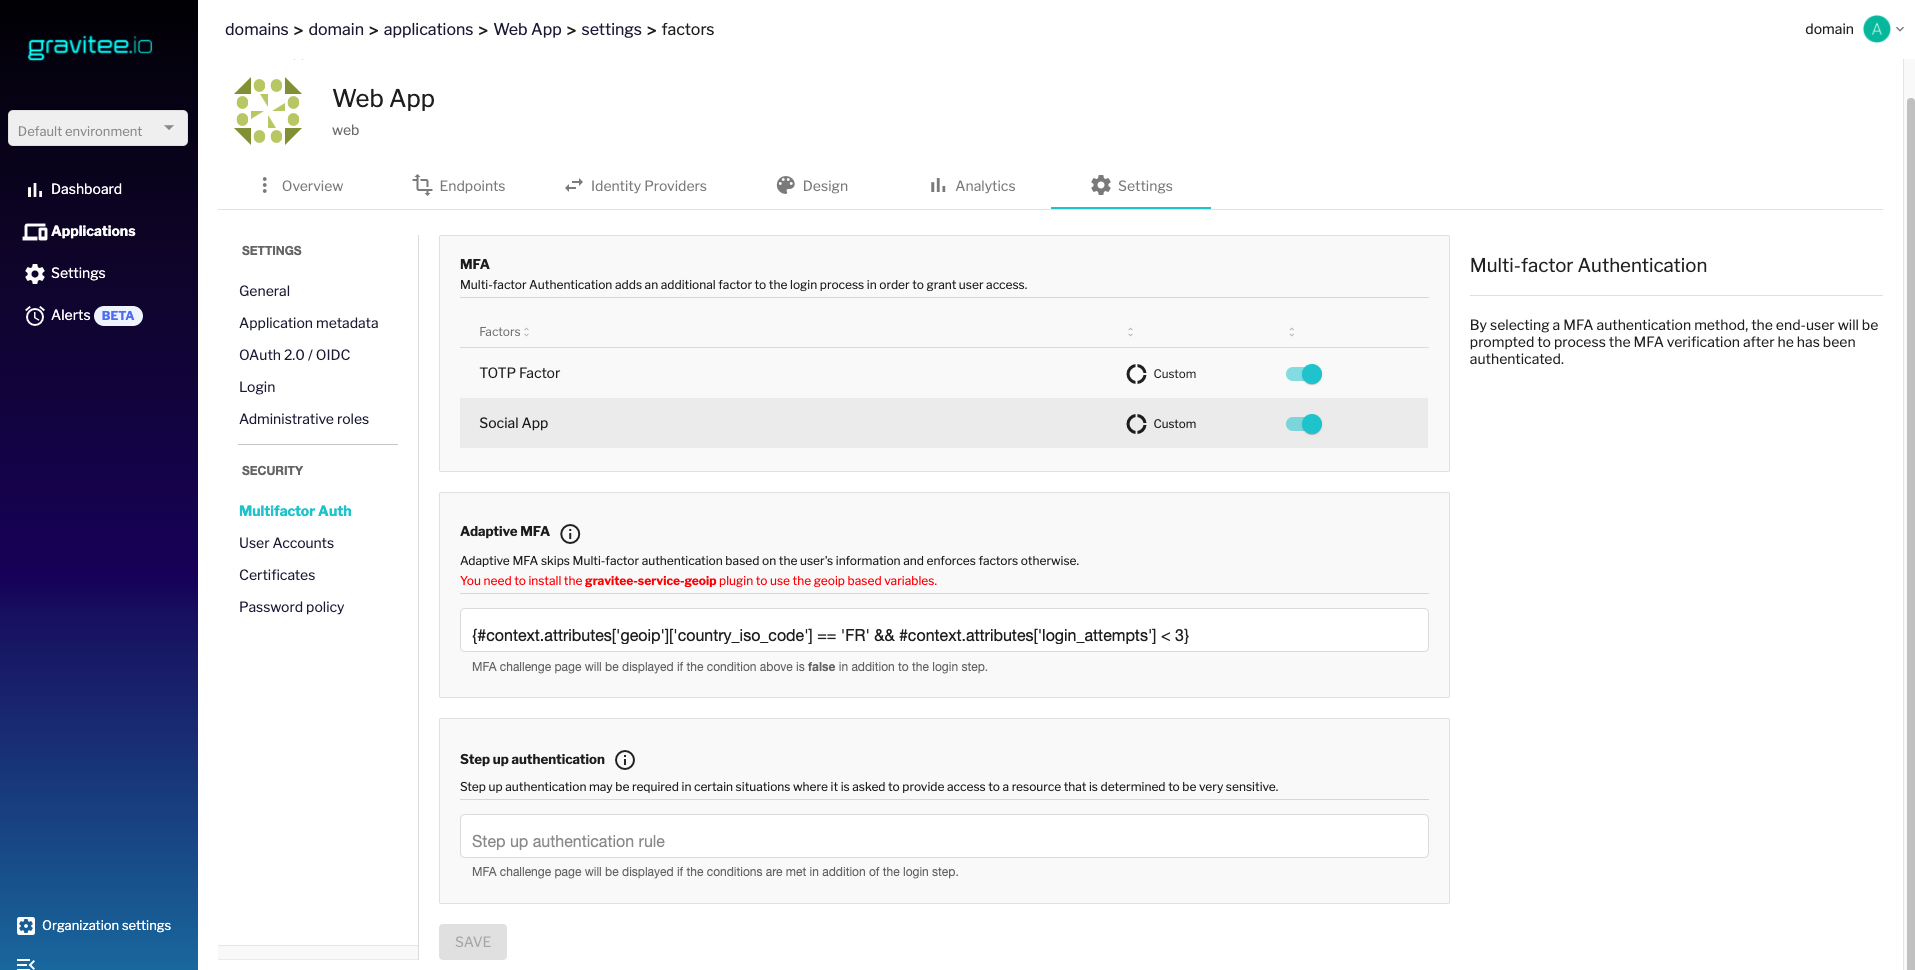 gravitee.io
domains > domain > applications > Web App > settings > factors
domain
A
Default environment
Dashboard
Applications
Settings
Alerts BETA
Organization settings
Web App
web
Overview
Endpoints
Identity Providers
Design
Analytics
Settings
SETTINGS
General
Application metadata
OAuth 2.0 / OIDC
Login
Administrative roles
SECURITY
Multifactor Auth
User Accounts
Certificates
Password policy
MFA
Multi-factor Authentication adds an additional factor to the login process in order to grant user access.
Factors
TOTP Factor
Custom
Social App
Custom
Adaptive MFA
Adaptive MFA skips Multi-factor authentication based on the user's information and enforces factors otherwise.
You need to install the gravitee-service-geoip plugin to use the geoip based variables.
{#context.attributes['geoip']['country_iso_code'] == 'FR' && #context.attributes['login_attempts'] < 3}
MFA challenge page will be displayed if the condition above is false in addition to the login step.
Step up authentication
Step up authentication may be required in certain situations where it is asked to provide access to a resource that is determined to be very sensitive.
Step up authentication rule
MFA challenge page will be displayed if the conditions are met in addition of the login step.
SAVE
Multi-factor Authentication
By selecting a MFA authentication method, the end-user will be
prompted to process the MFA verification after he has been
authenticated.